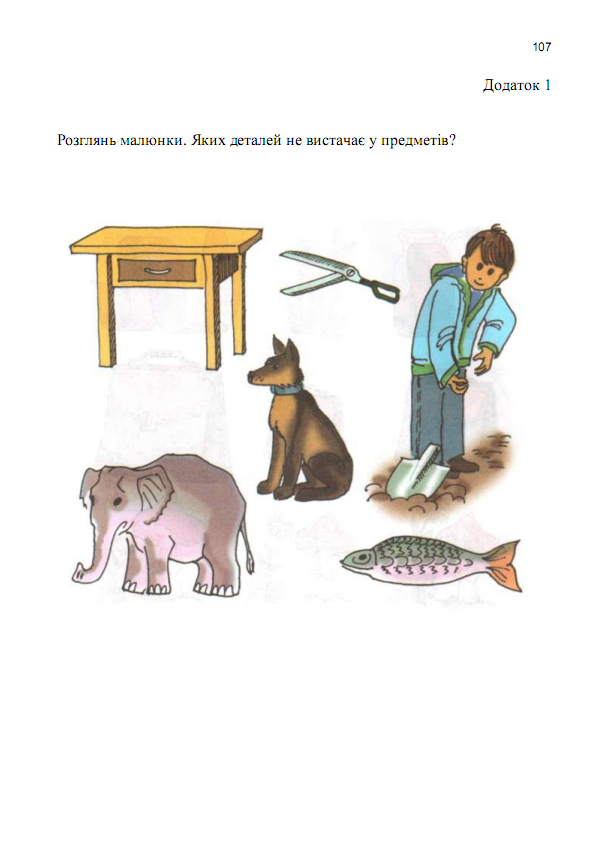 107
Додаток 1
Розглянь малюнки. Яких деталей не вистачає у предметів?